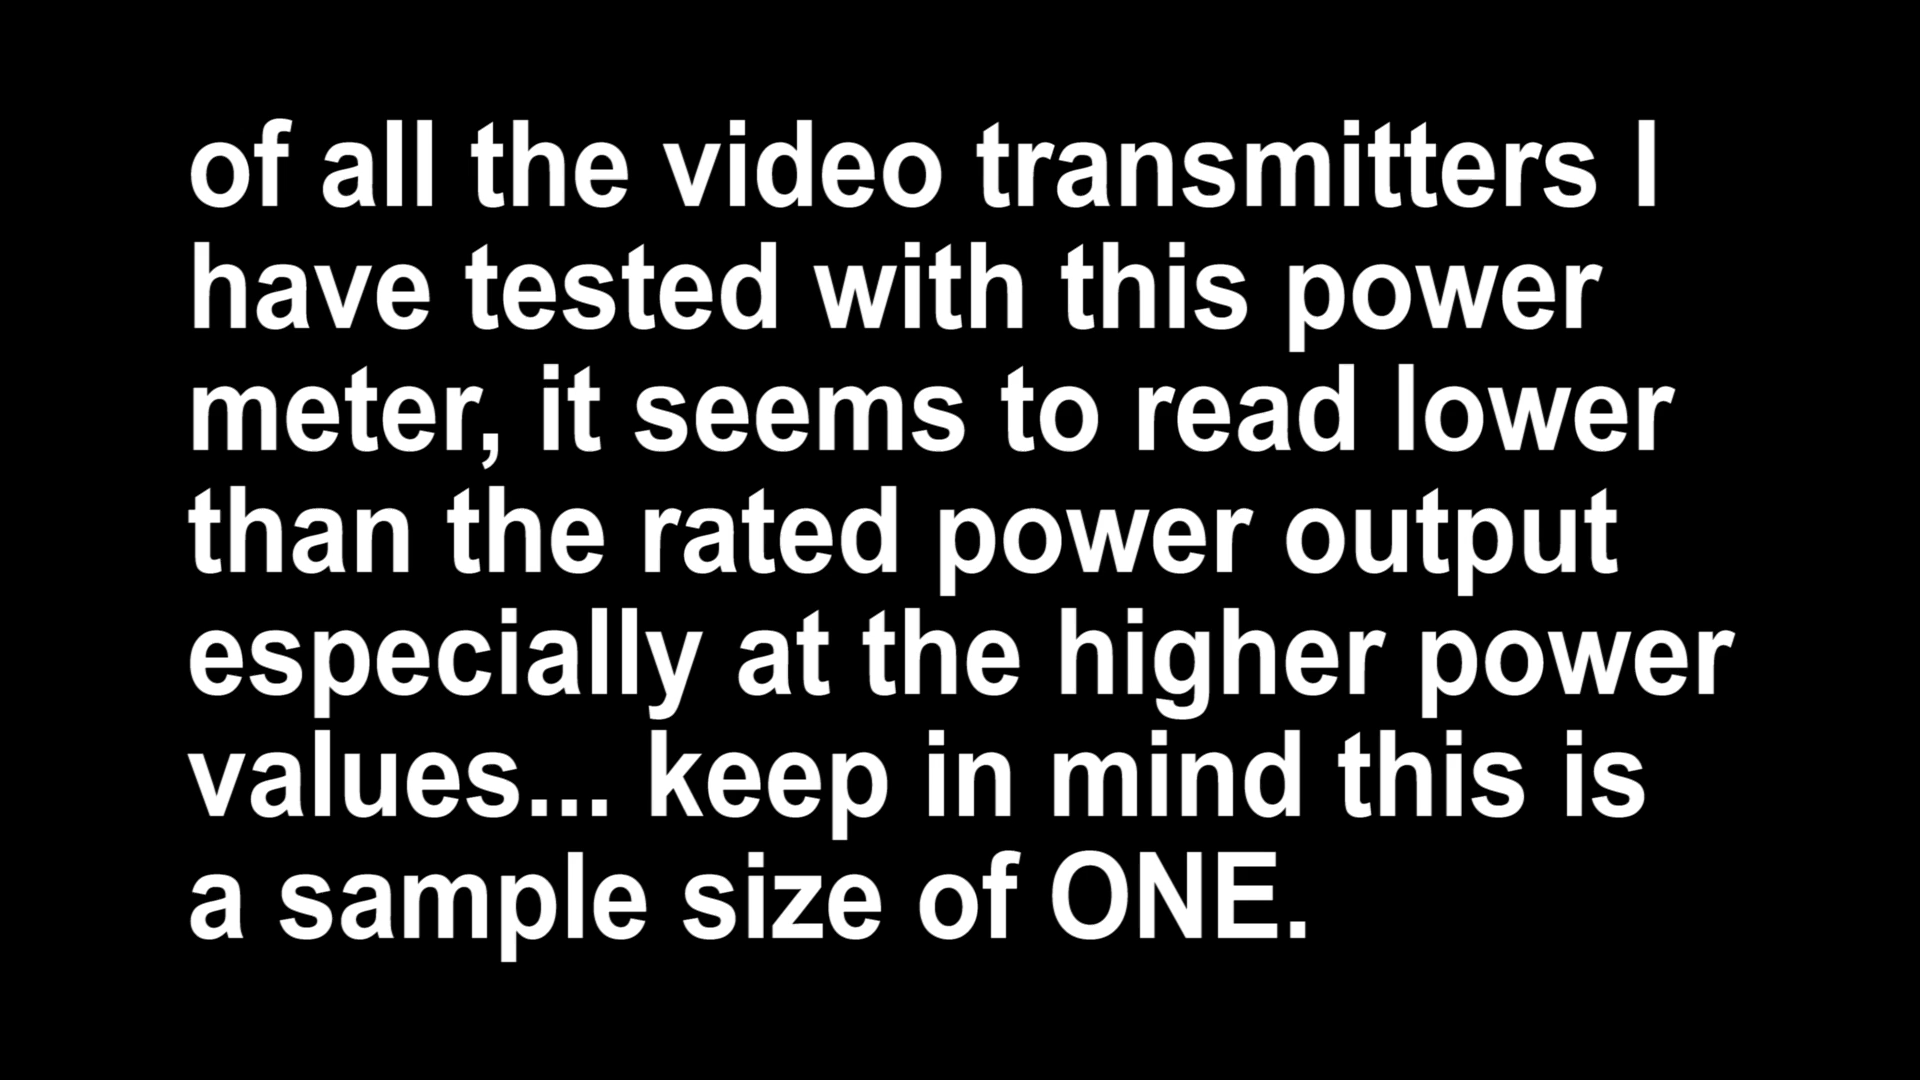 of all the video transmitters I
have tested with this power
meter, it seems to read lower
than the rated power output
especially at the higher power
values... keep in mind this is
a sample size of ONE.